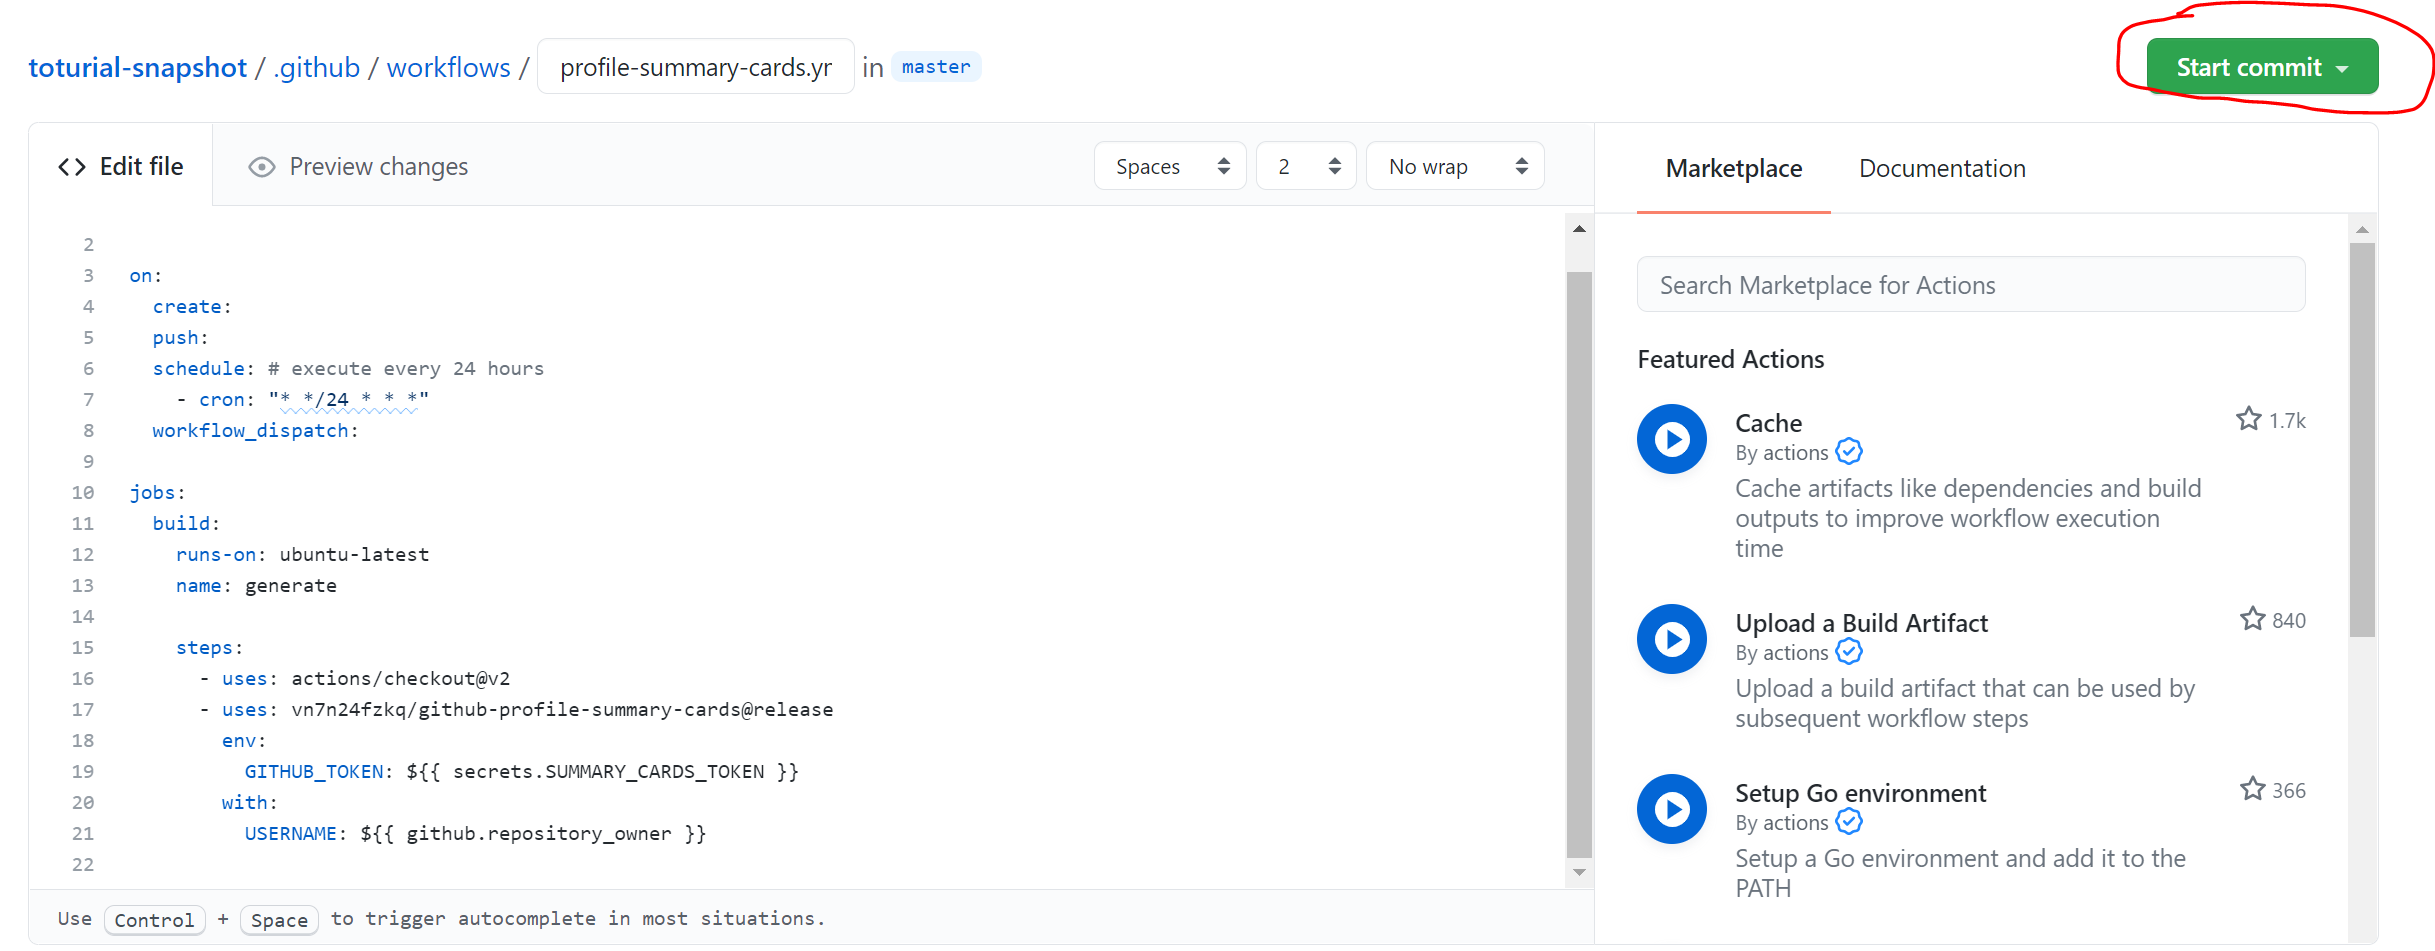 toturial-snapshot / .github / workflows / profile-summary-cards.yr in master
Start commit
Edit file
Preview changes
Spaces
2
No wrap
Marketplace
Documentation
2
3 on:
4 create:
5 push:
6 schedule: # execute every 24 hours
7 - cron: "* */24 * * *"
8 workflow_dispatch:
9
10 jobs:
11 build:
12 runs-on: ubuntu-latest
13 name: generate
14
15 steps:
16 - uses: actions/checkout@v2
17 - uses: vn7n24fzkq/github-profile-summary-cards@release
18 env:
19 GITHUB_TOKEN: ${{ secrets.SUMMARY_CARDS_TOKEN }}
20 with:
21 USERNAME: ${{ github.repository_owner }}
22
Use Control + Space to trigger autocomplete in most situations.
Search Marketplace for Actions
Featured Actions
Cache
1.7k
By actions
Cache artifacts like dependencies and build
outputs to improve workflow execution
time
Upload a Build Artifact
840
By actions
Upload a build artifact that can be used by
subsequent workflow steps
Setup Go environment
366
By actions
Setup a Go environment and add it to the
PATH